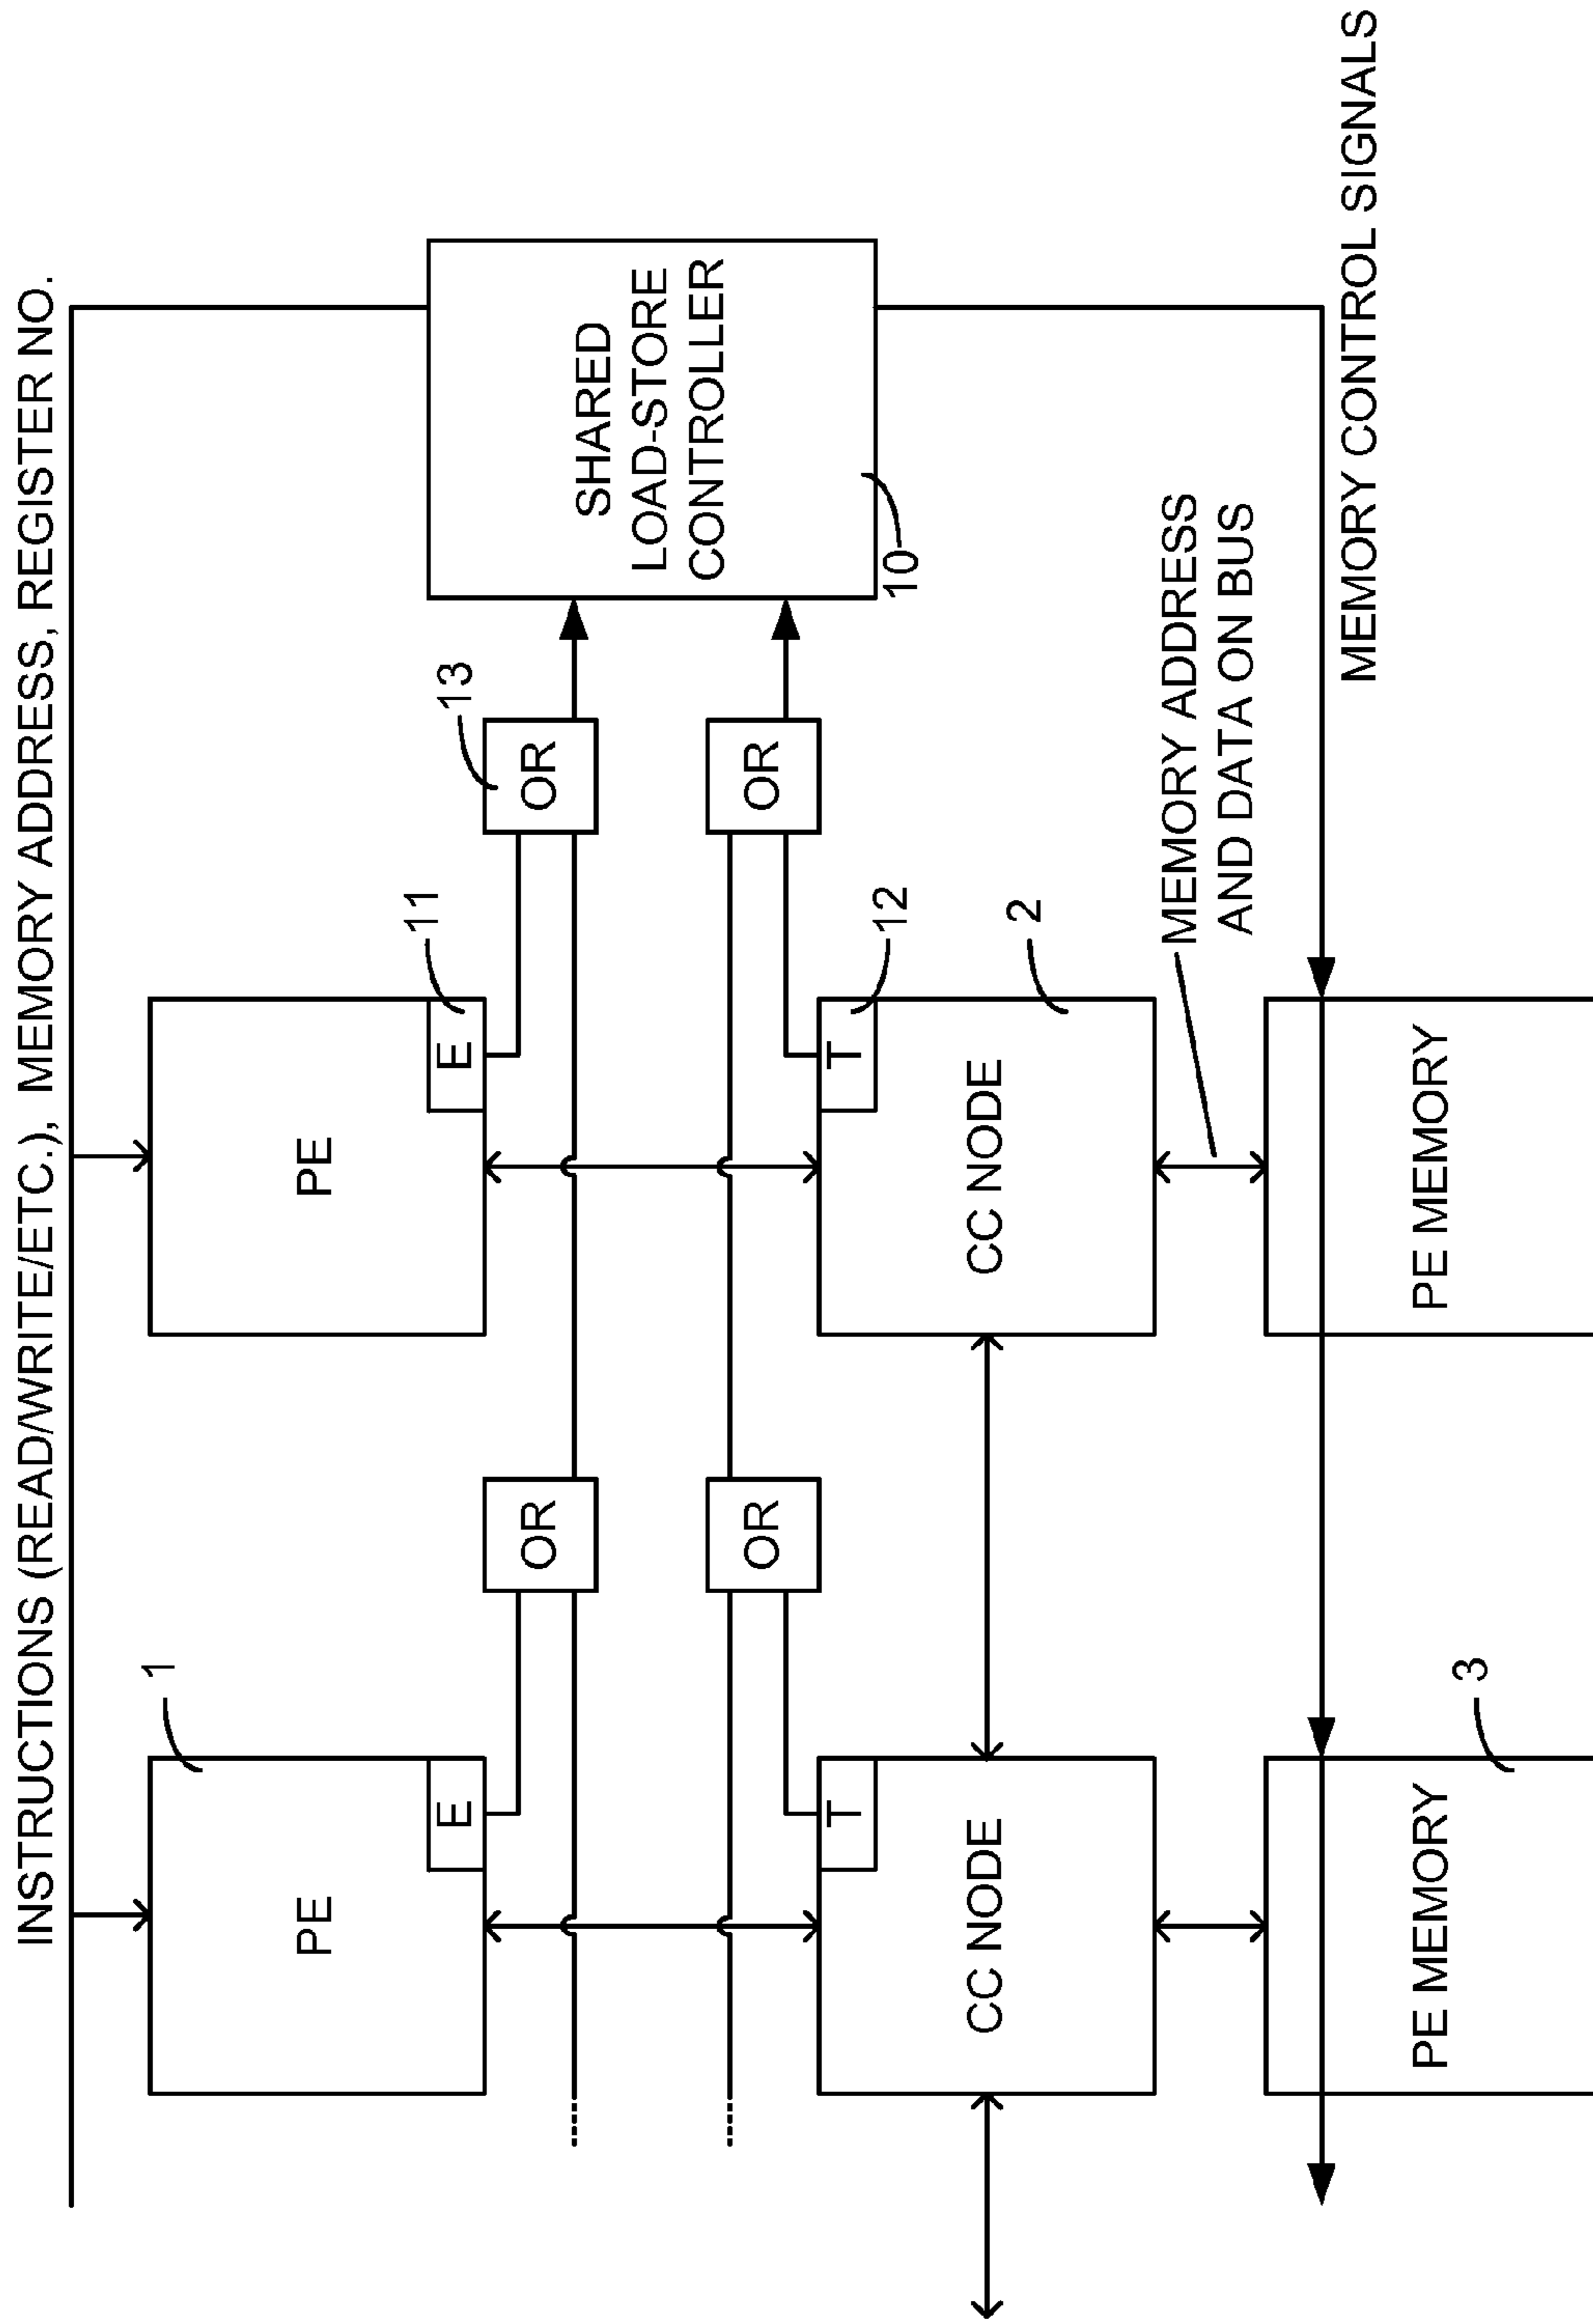 INSTRUCTIONS (READ/WRITE/ETC.), MEMORY ADDRESS, REGISTER NO.
1
PE
E
PE
E
11
OR
OR
13
OR
OR
SHARED
LOAD-STORE
CONTROLLER
10
T
CC NODE
T
12
CC NODE
2
MEMORY ADDRESS
AND DATA ON BUS
PE MEMORY
3
PE MEMORY
MEMORY CONTROL SIGNALS